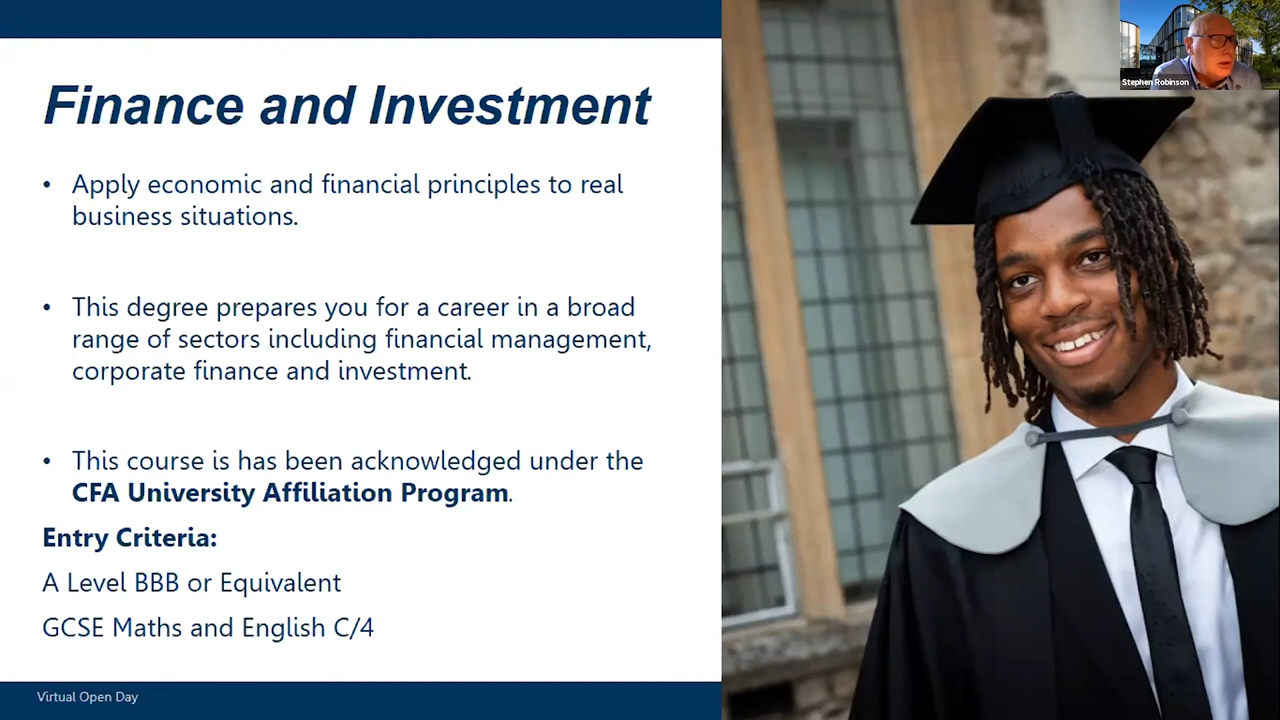 Finance and Investment
• Apply economic and financial principles to real
business situations.
• This degree prepares you for a career in a broad
range of sectors including financial management,
corporate finance and investment.
• This course is has been acknowledged under the
CFA University Affiliation Program.
Entry Criteria:
A Level BBB or Equivalent
GCSE Maths and English C/4
Virtual Open Day
Stephen Robinson